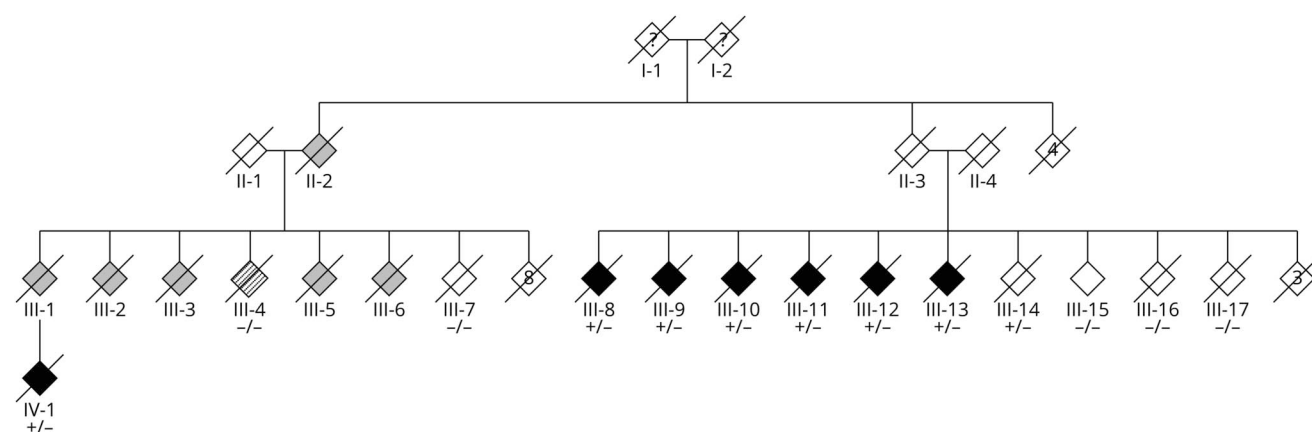 ? ?
I-1 I-2
4
II-1 II-2 II-3 II-4
8 3
III-1 III-2 III-3 III-4 III-5 III-6 III-7 III-8 III-9 III-10 III-11 III-12 III-13 III-14 III-15 III-16 III-17
–/– –/– +/– +/– +/– +/– +/– +/– +/– –/– –/– –/–
IV-1
+/–